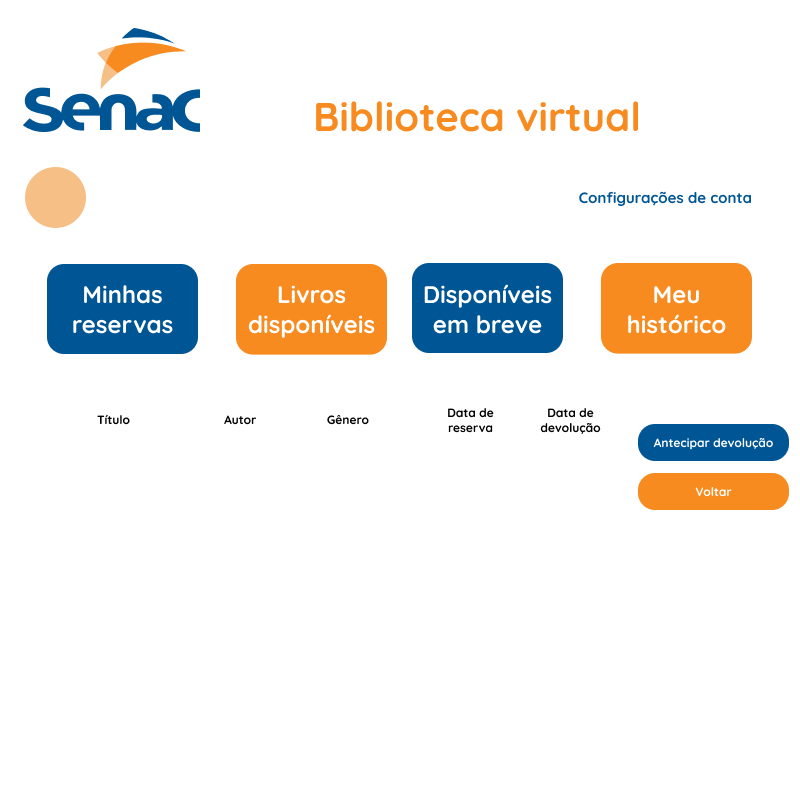 Senac
Biblioteca virtual
Configurações de conta
Minhas
reservas
Livros
disponíveis
Disponíveis
em breve
Meu
histórico
Título
Autor
Gênero
Data de
reserva
Data de
devolução
Antecipar devolução
Voltar